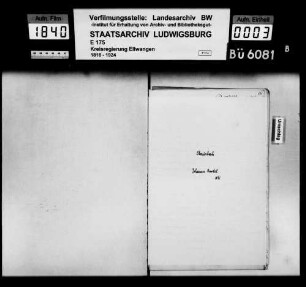 Aufn. Film
1840
Verfilmungsstelle: Landesarchiv BW
-Institut für Erhaltung von Archiv- und Bibliotheksgut-
STAATSARCHIV LUDWIGSBURG
E 175
Kreisregierung Ellwangen
1816 - 1924
Aufn. Einheit
0003
Bü 6081
B
Johannes